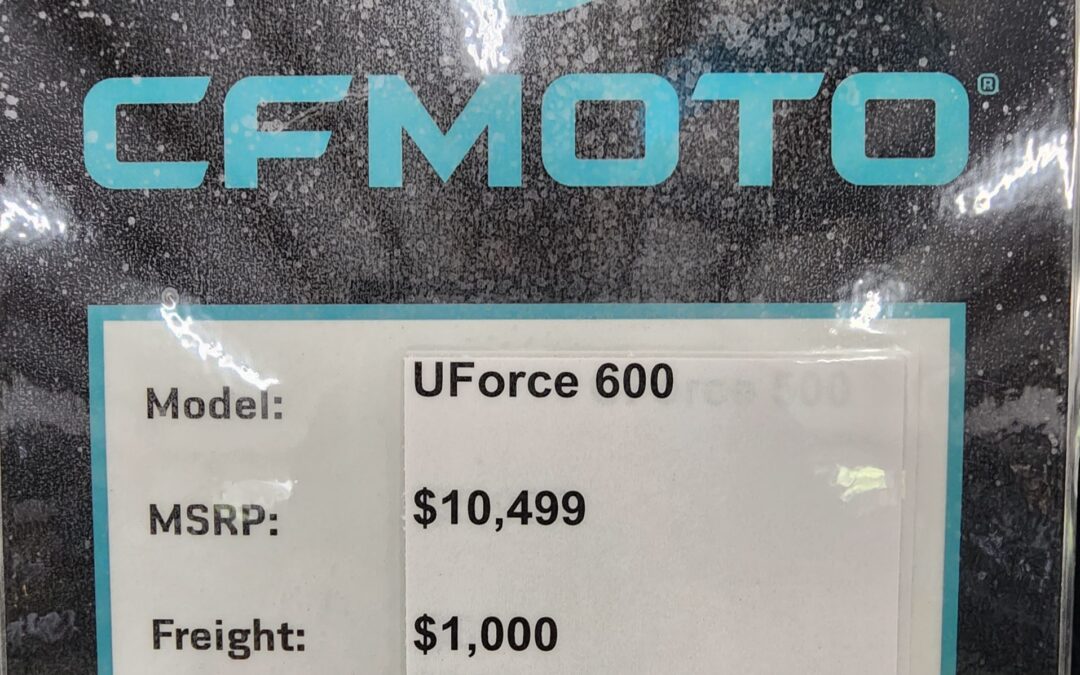 CFMOTO®
Model: UForce 600
MSRP: $10,499
Freight: $1,000